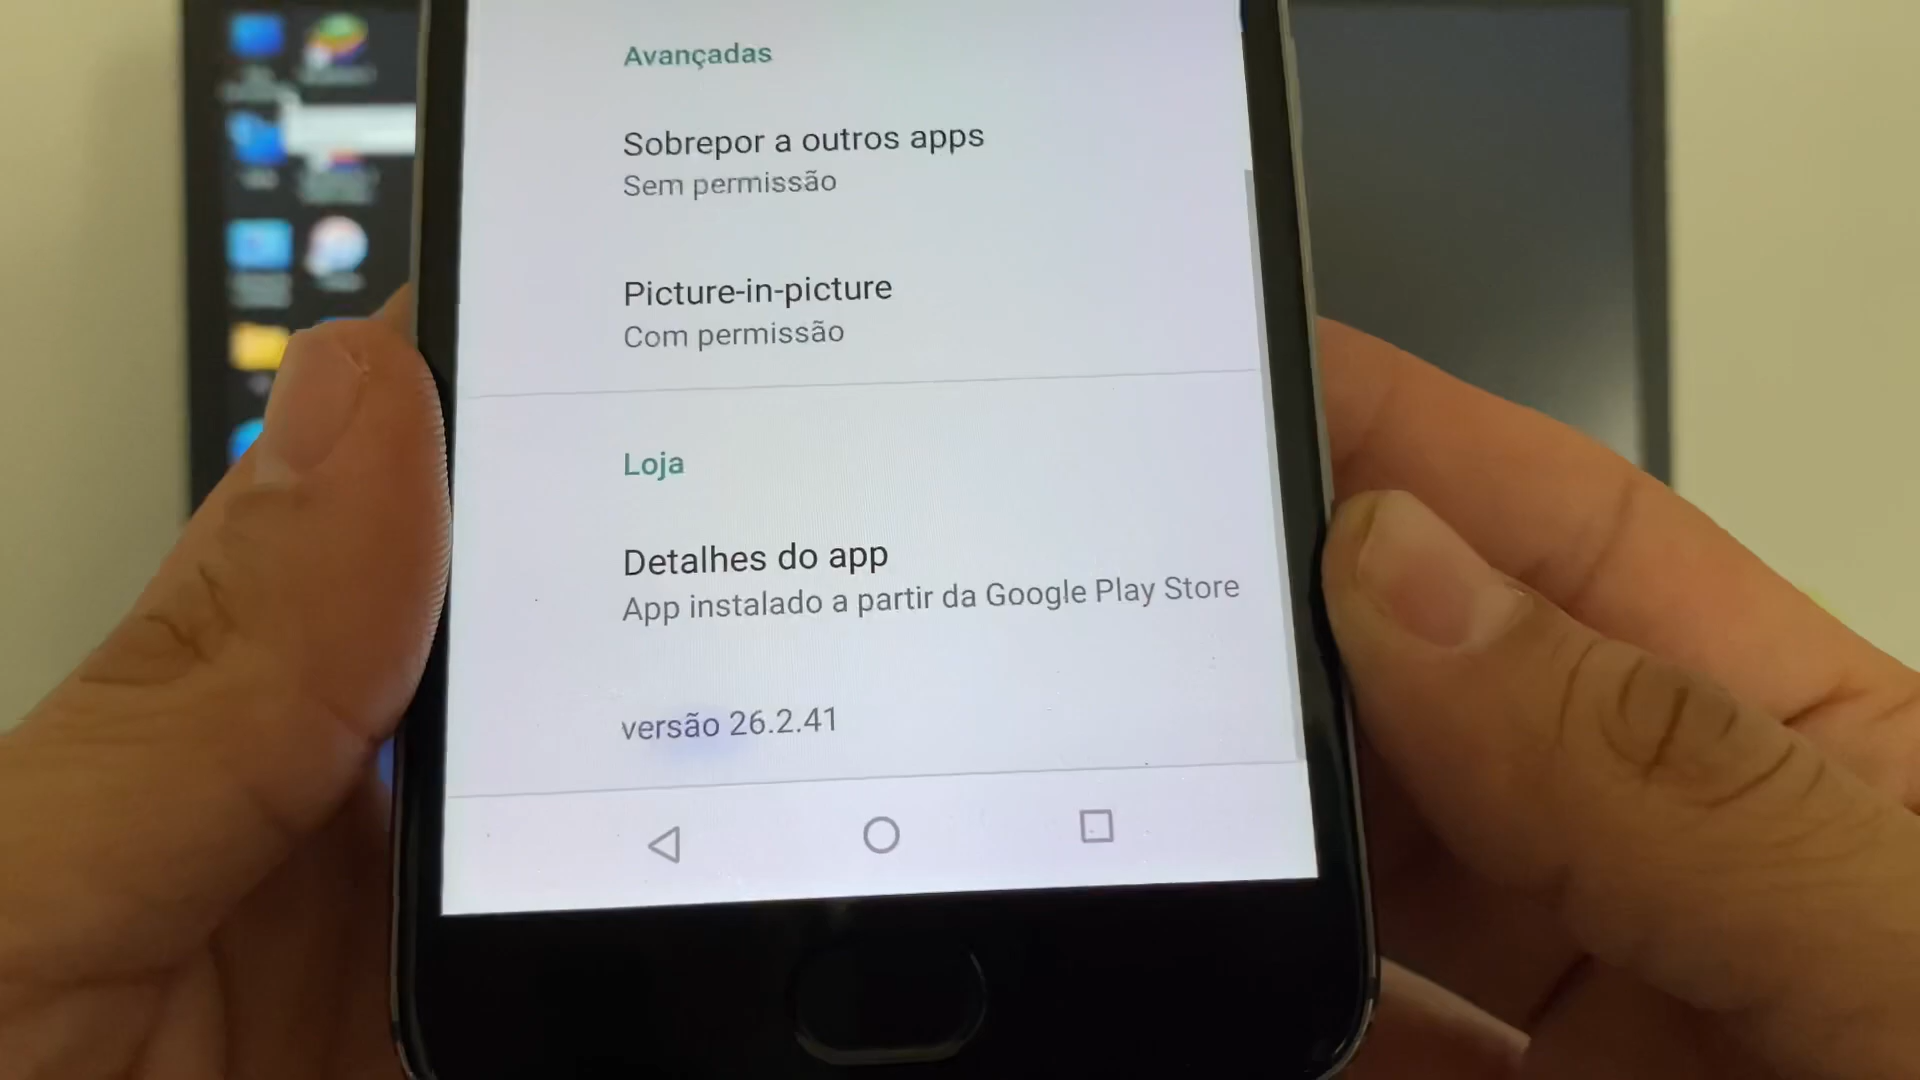 Avançadas
Sobrepor a outros apps
Sem permissão
Picture-in-picture
Com permissão
Loja
Detalhes do app
App instalado a partir da Google Play Store
versão 26.2.41